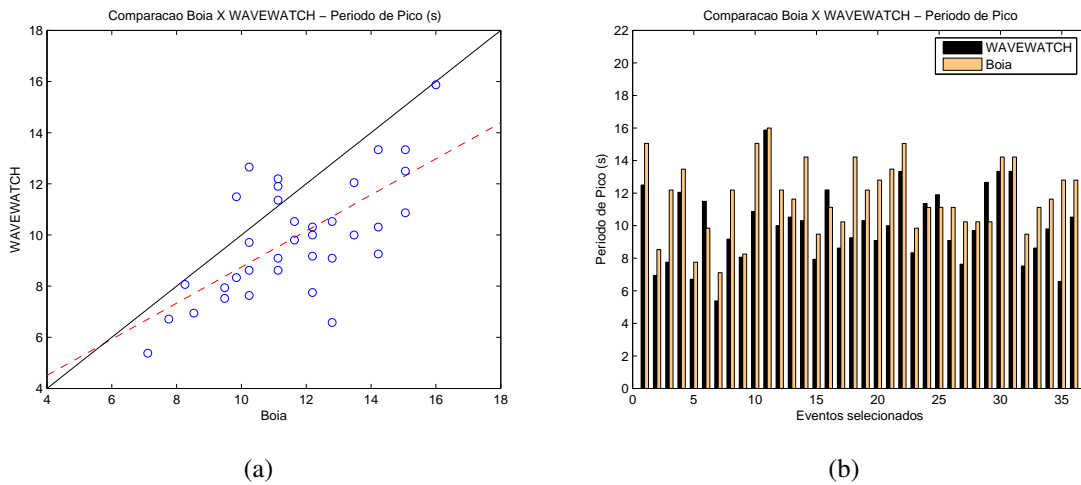 Comparacao Boia X WAVEWATCH − Periodo de Pico (s)
18
16
14
12
10
8
6
4
WAVEWATCH
4 6 8 10 12 14 16 18
Boia
(a)
Comparacao Boia X WAVEWATCH − Periodo de Pico
22
20
18
16
14
12
10
8
6
4
2
0
Periodo de Pico (s)
WAVEWATCH
Boia
0 5 10 15 20 25 30 35
Eventos selecionados
(b)